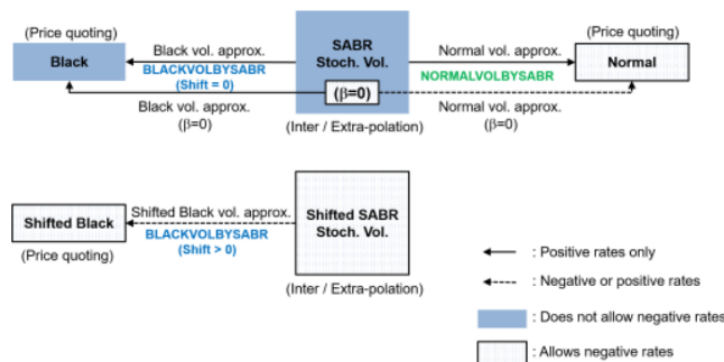 (Price quoting)
Black
Black vol. approx.
BLACKVOLBYSABR
(Shift = 0)
Black vol. approx.
(β=0)
SABR
Stoch. Vol.
(β=0)
(Inter / Extra-polation)
Normal vol. approx.
NORMALVOLBYSABR
Normal vol. approx.
(β=0)
(Price quoting)
Normal
Shifted Black
(Price quoting)
Shifted Black vol. approx.
BLACKVOLBYSABR
(Shift > 0)
Shifted SABR
Stoch. Vol.
(Inter / Extra-polation)
: Positive rates only
: Negative or positive rates
: Does not allow negative rates
: Allows negative rates